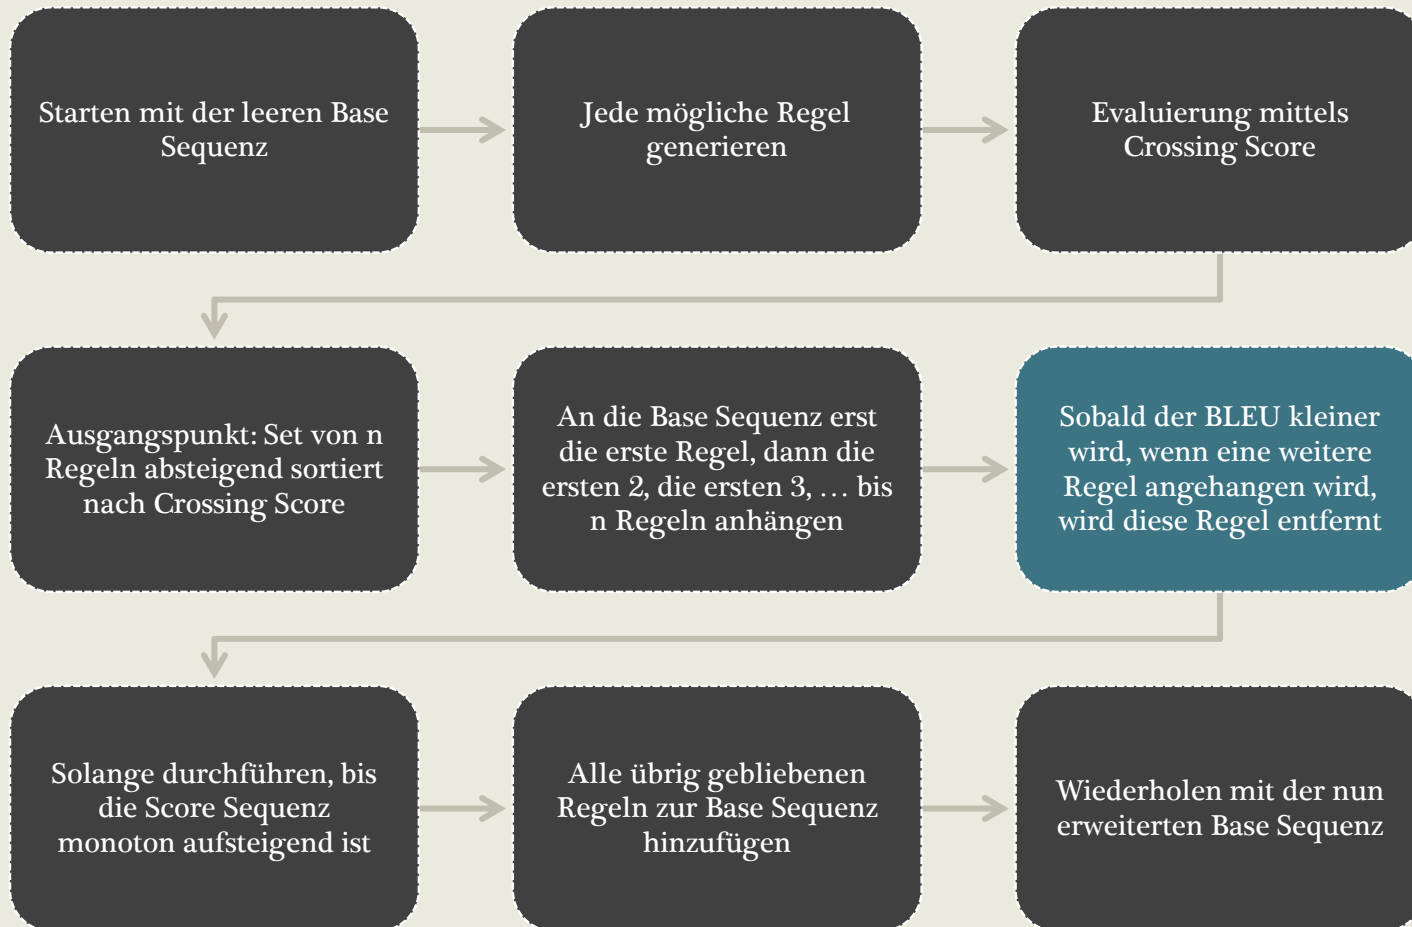 Starten mit der leeren Base
Sequenz
Jede mögliche Regel
generieren
Evaluierung mittels
Crossing Score
Ausgangspunkt: Set von n
Regeln absteigend sortiert
nach Crossing Score
An die Base Sequenz erst
die erste Regel, dann die
ersten 2, die ersten 3, … bis
n Regeln anhängen
Sobald der BLEU kleiner
wird, wenn eine weitere
Regel angehangen wird,
wird diese Regel entfernt
Solange durchführen, bis
die Score Sequenz
monoton aufsteigend ist
Alle übrig gebliebenen
Regeln zur Base Sequenz
hinzufügen
Wiederholen mit der nun
erweiterten Base Sequenz